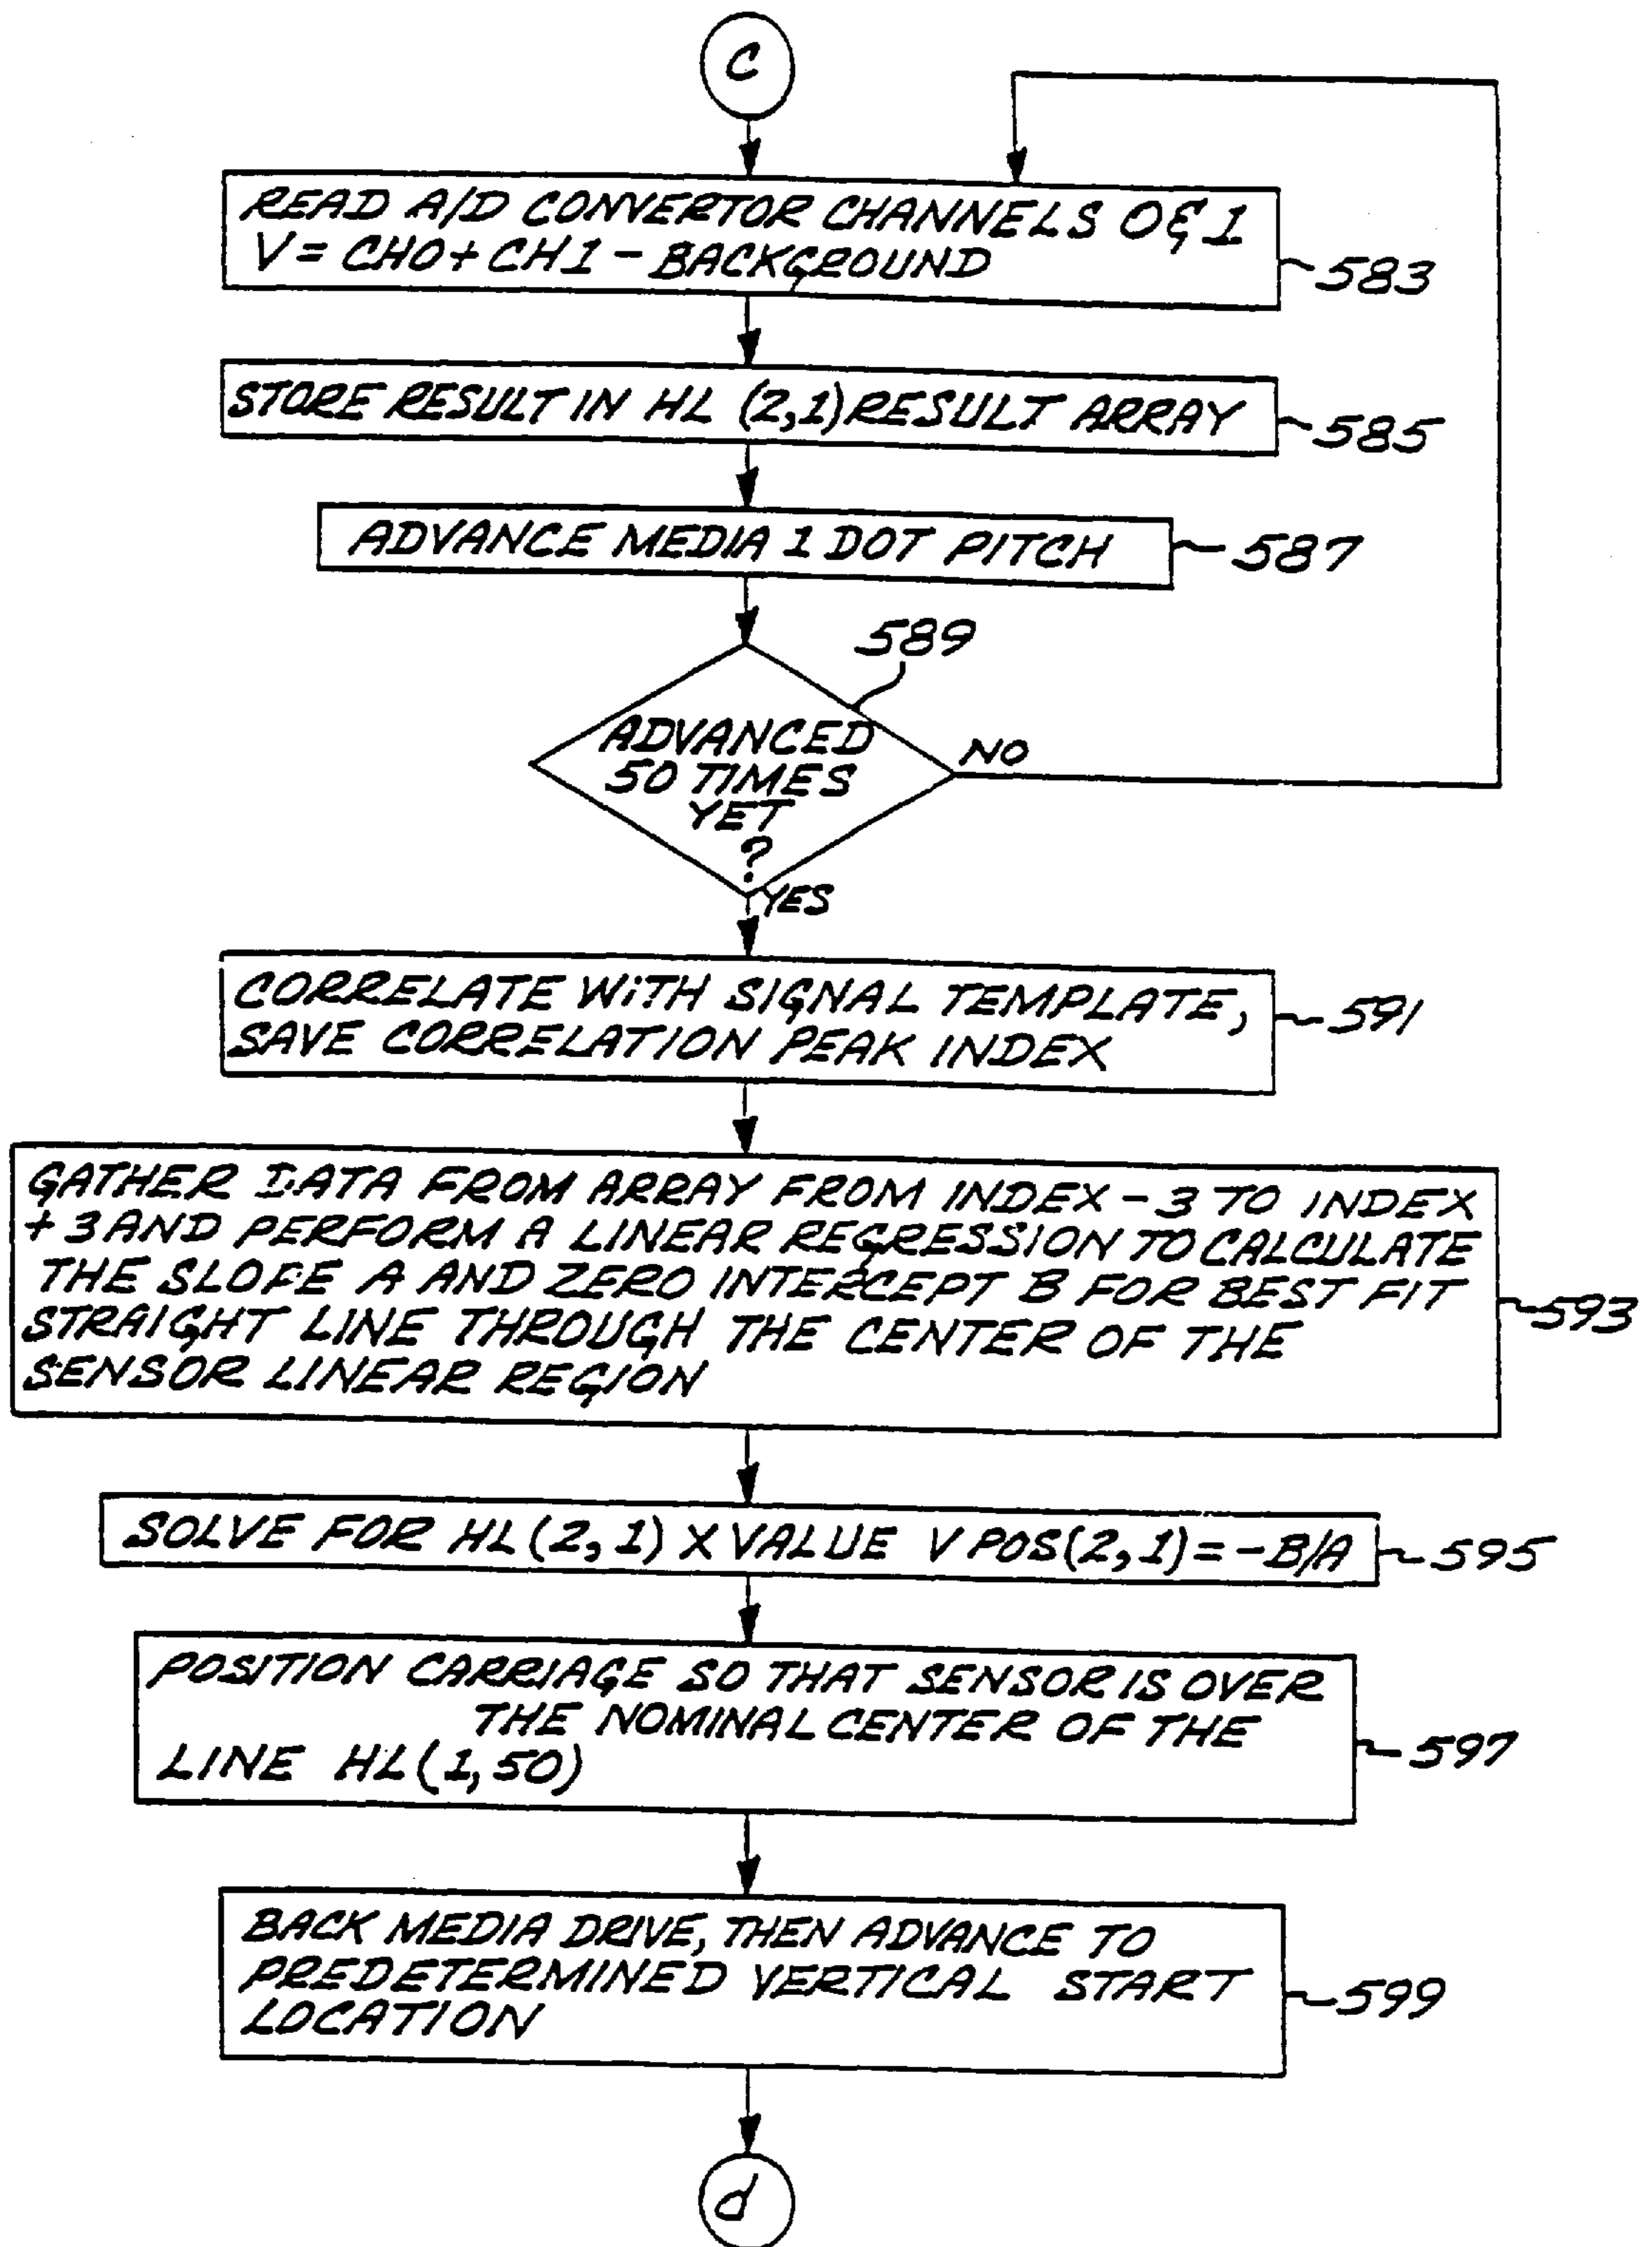 C
READ A/D CONVERTOR CHANNELS 0 & 1
V = CH0 + CH1 - BACKGROUND
583
STORE RESULT IN HL (2,1) RESULT ARRAY
585
ADVANCE MEDIA 1 DOT PITCH
587
589
ADVANCED
50 TIMES
YET
?
NO
YES
CORRELATE WITH SIGNAL TEMPLATE,
SAVE CORRELATION PEAK INDEX
591
GATHER DATA FROM ARRAY FROM INDEX - 3 TO INDEX
+ 3 AND PERFORM A LINEAR REGRESSION TO CALCULATE
THE SLOPE A AND ZERO INTERCEPT B FOR BEST FIT
STRAIGHT LINE THROUGH THE CENTER OF THE
SENSOR LINEAR REGION
593
SOLVE FOR HL(2,1) X VALUE V POS(2,1) = -B/A
595
POSITION CARRIAGE SO THAT SENSOR IS OVER
THE NOMINAL CENTER OF THE
LINE HL(1,50)
597
BACK MEDIA DRIVE, THEN ADVANCE TO
PREDETERMINED VERTICAL START
LOCATION
599
d